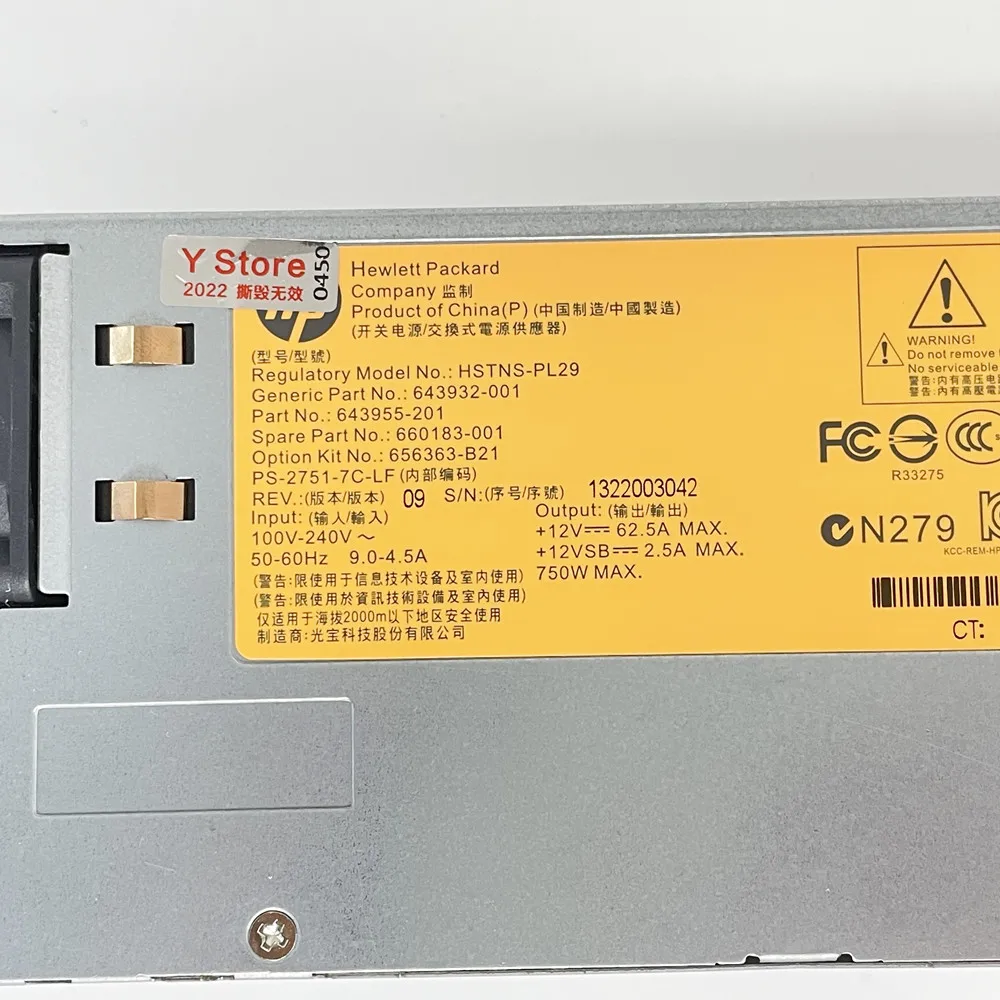 Y Store
2022 撕毁无效
0450
hp
Hewlett Packard
Company 监制
Product of China(P) (中国制造/中國製造)
(开关电源/交換式電源供應器)
(型号/型號)
Regulatory Model No.: HSTNS-PL29
Generic Part No.: 643932-001
Part No.: 643955-201
Spare Part No.: 660183-001
Option Kit No.: 656363-B21
PS-2751-7C-LF (内部编码)
REV.:(版本/版本) 09 S/N:(序号/序號) 1322003042
Input: (输入/輸入)
100V-240V ~
50-60Hz 9.0-4.5A
Output: (输出/輸出)
+12V⎓ 62.5A MAX.
+12VSB⎓ 2.5A MAX.
750W MAX.
(警告:限使用于信息技术设备及室内使用)
(警告:限使用於資訊技術設備及室內使用)
仅适用于海拔2000m以下地区安全使用
制造商:光宝科技股份有限公司
WARNING!
Do not remove
No serviceable
警告:内有高压电
警告:內有高壓電
FC
CCC
R33275
N279
KCC-REM-HP
CT: